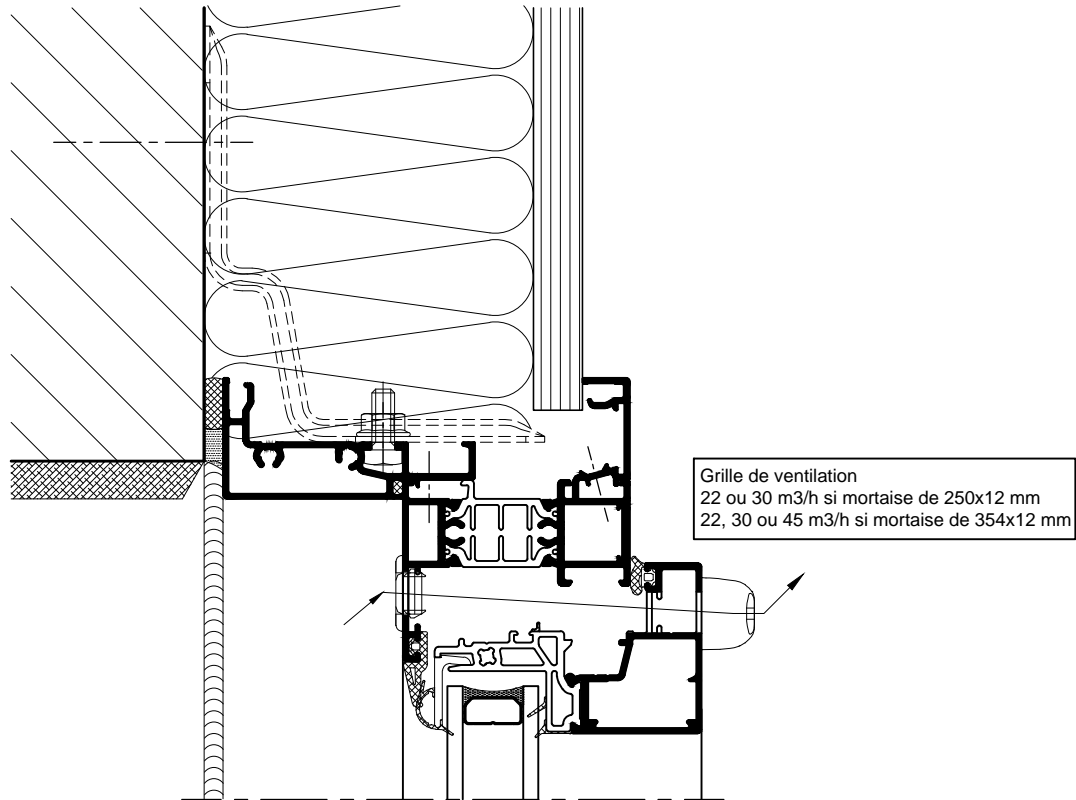 Grille de ventilation
22 ou 30 m3/h si mortaise de 250x12 mm
22, 30 ou 45 m3/h si mortaise de 354x12 mm